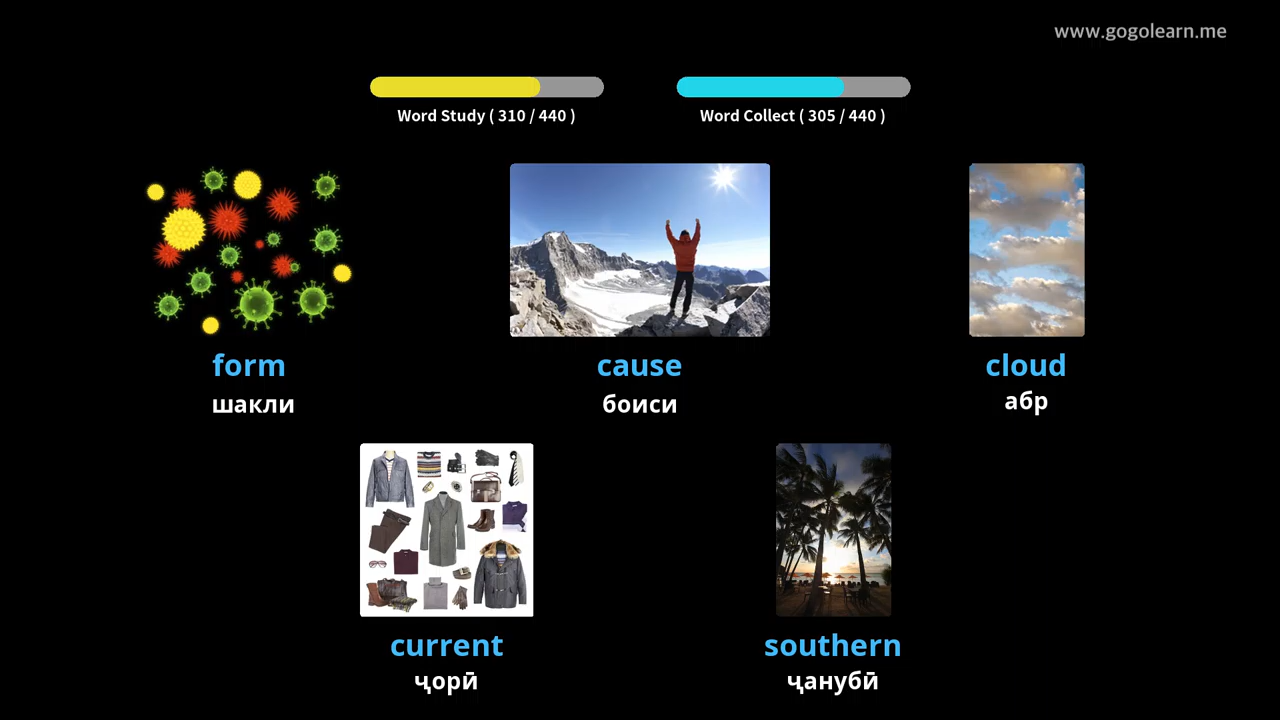 www.gogolearn.me
Word Study ( 310 / 440 )
Word Collect ( 305 / 440 )
form
шакли
cause
боиси
cloud
абр
current
ҷорӣ
southern
ҷанубӣ